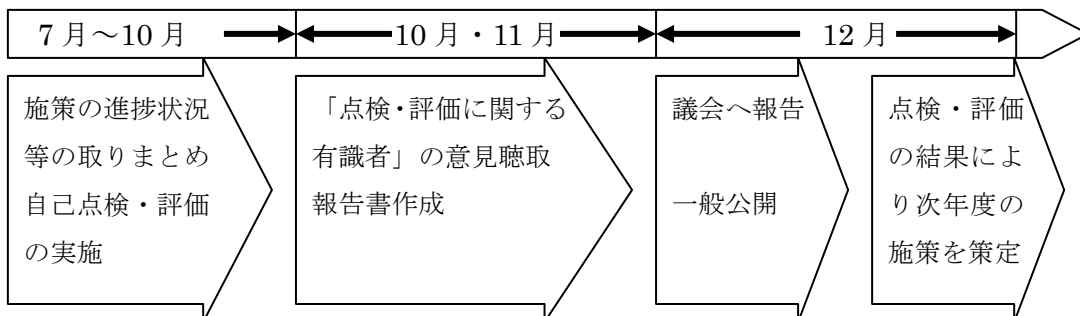 7月～10月
10月・11月
12月
施策の進捗状況
等の取りまとめ
自己点検・評価
の実施
「点検・評価に関する
有識者」の意見聴取
報告書作成
議会へ報告
一般公開
点検・評価
の結果によ
り次年度の
施策を策定